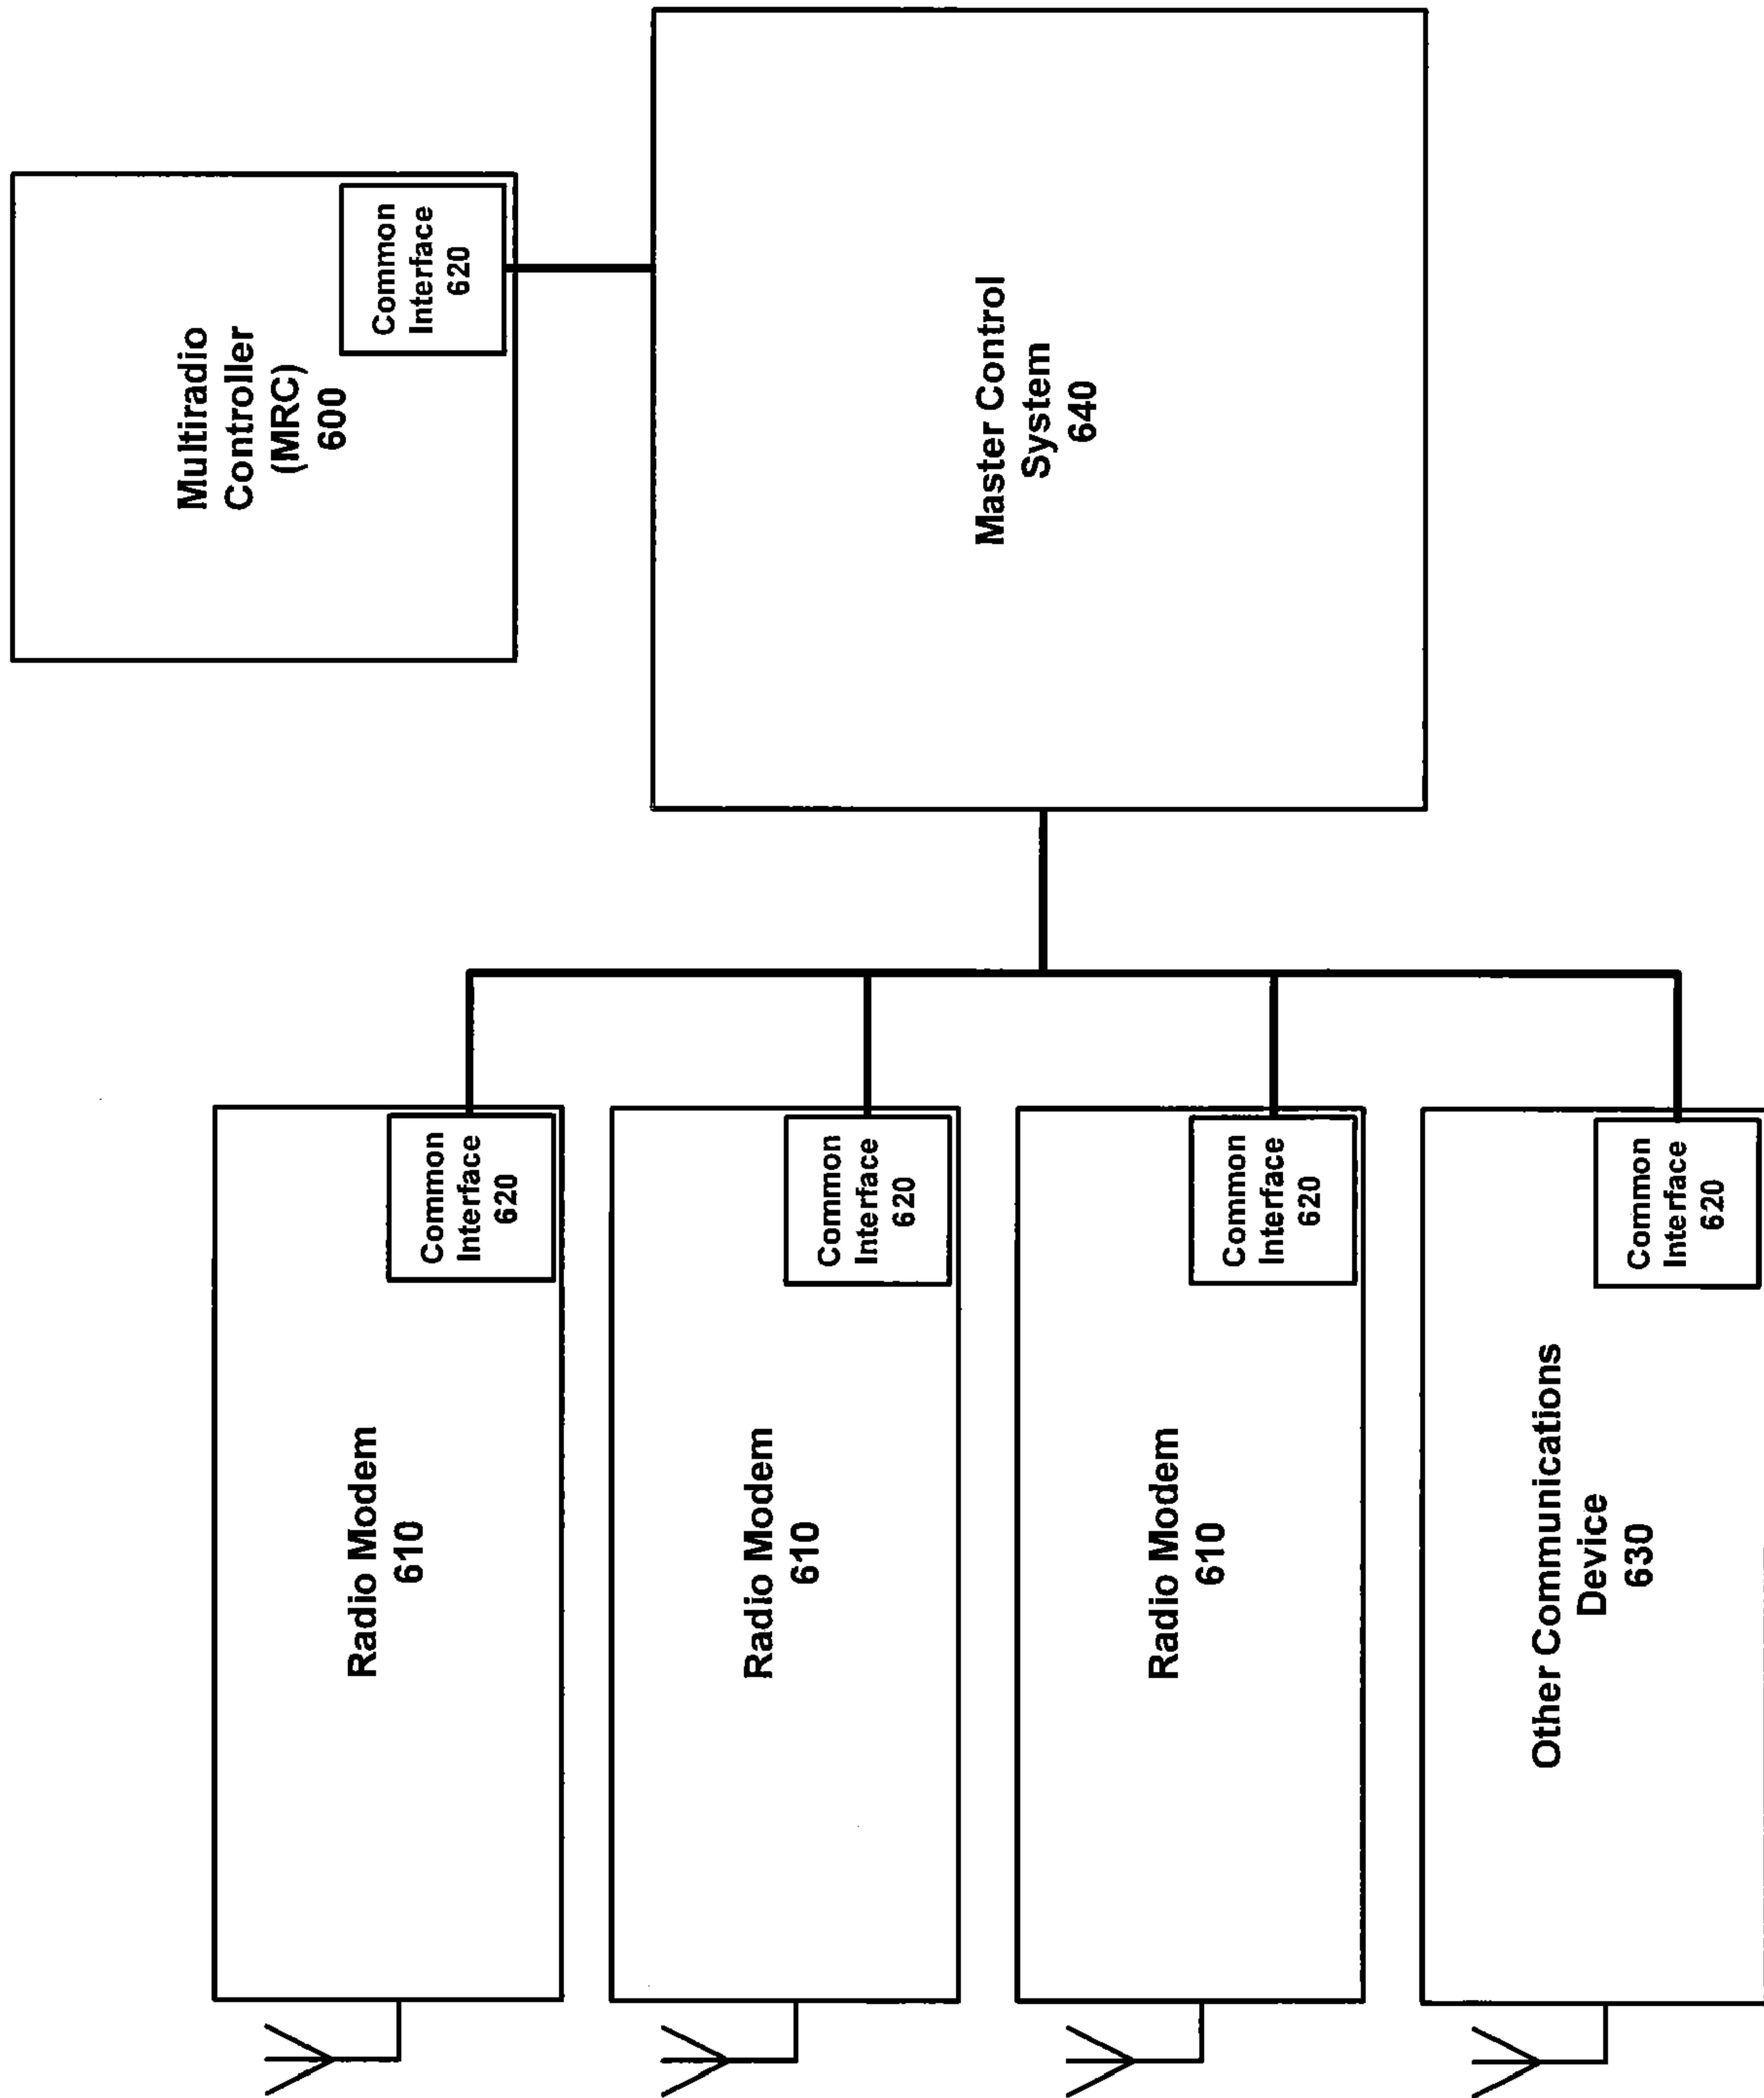 Multiradio
Controller
(MRC)
600
Common
Interface
620
Master Control
System
640
Radio Modem
610
Common
Interface
620
Radio Modem
610
Common
Interface
620
Radio Modem
610
Common
Interface
620
Other Communications
Device
630
Common
Interface
620